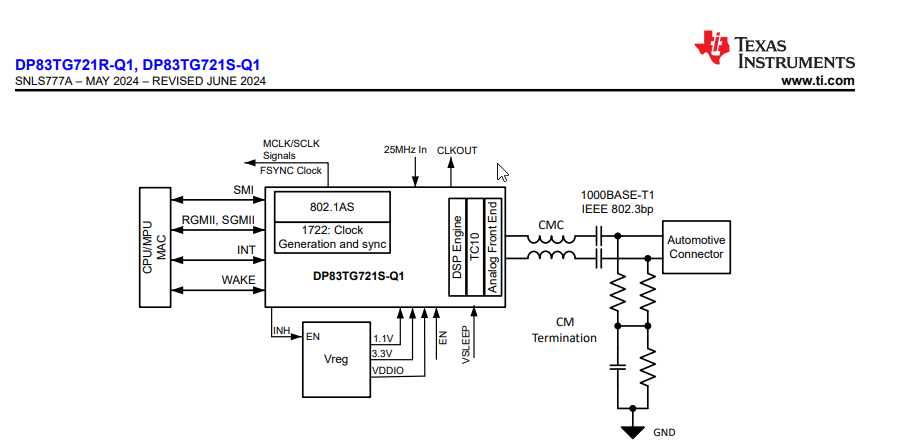 TEXAS
INSTRUMENTS
DP83TG721R-Q1, DP83TG721S-Q1
SNLS777A – MAY 2024 – REVISED JUNE 2024
www.ti.com
MCLK/SCLK
Signals
FSYNC Clock
25MHz In
CLKOUT
CPU/MPU
MAC
SMI
RGMII, SGMII
INT
WAKE
802.1AS
1722: Clock
Generation and sync
DP83TG721S-Q1
DSP Engine
TC10
Analog Front End
CMC
1000BASE-T1
IEEE 802.3bp
Automotive
Connector
CM
Termination
INH
EN
Vreg
1.1V
3.3V
VDDIO
EN
VSLEEP
GND